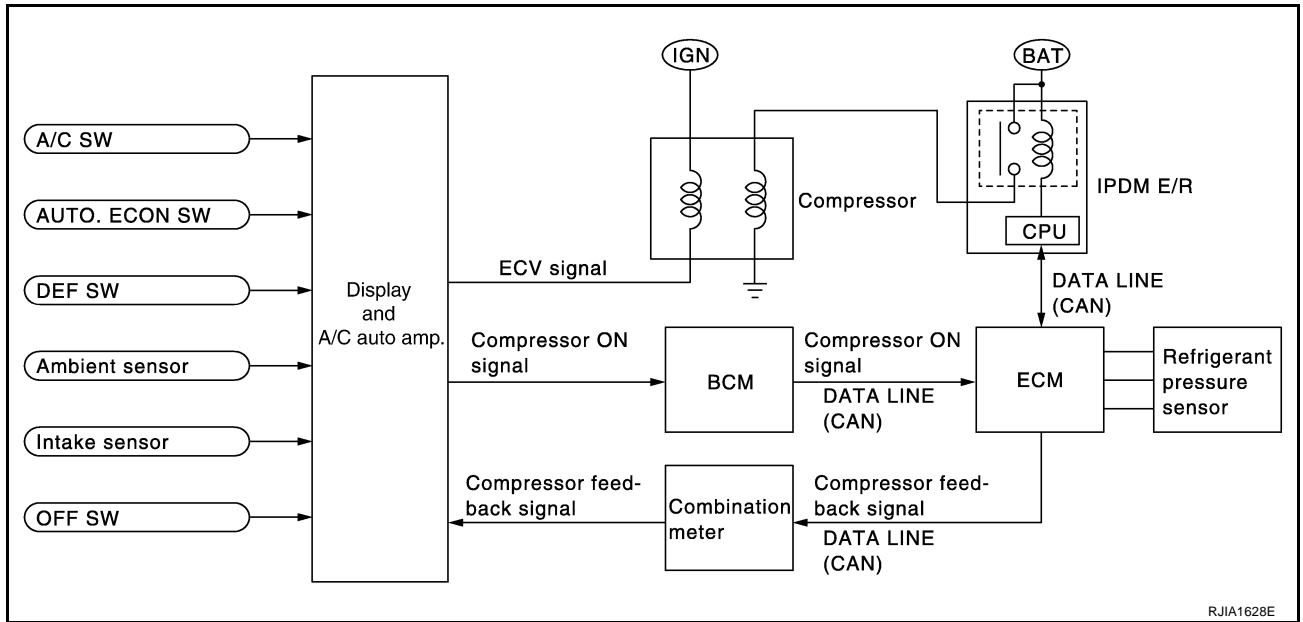 IGN
BAT
A/C SW
AUTO. ECON SW
DEF SW
Ambient sensor
Intake sensor
OFF SW
Display
and
A/C auto amp.
Compressor
IPDM E/R
CPU
ECV signal
DATA LINE
(CAN)
Compressor ON
signal
BCM
Compressor ON
signal
DATA LINE
(CAN)
ECM
Refrigerant
pressure
sensor
Compressor feed-
back signal
Combination
meter
Compressor feed-
back signal
DATA LINE
(CAN)
RJIA1628E